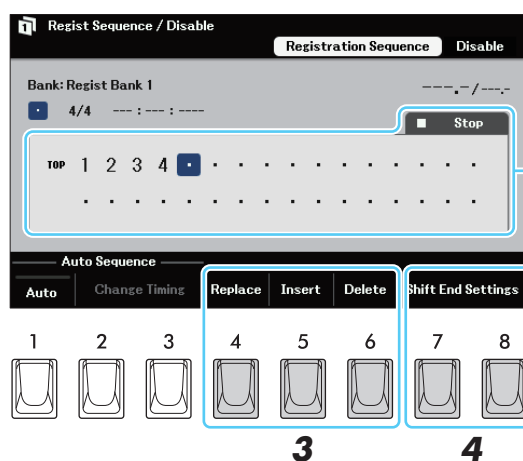 1 Regist Sequence / Disable
Registration Sequence Disable
Bank: Regist Bank 1
---.-/---.-
4/4 --- : --- : ----
Stop
TOP 1 2 3 4 · · · · · · · · · · · ·
· · · · · · · · · · · · · · · ·
Auto Sequence
Auto Change Timing Replace Insert Delete Shift End Settings
1 2 3 4 5 6 7 8
3 4